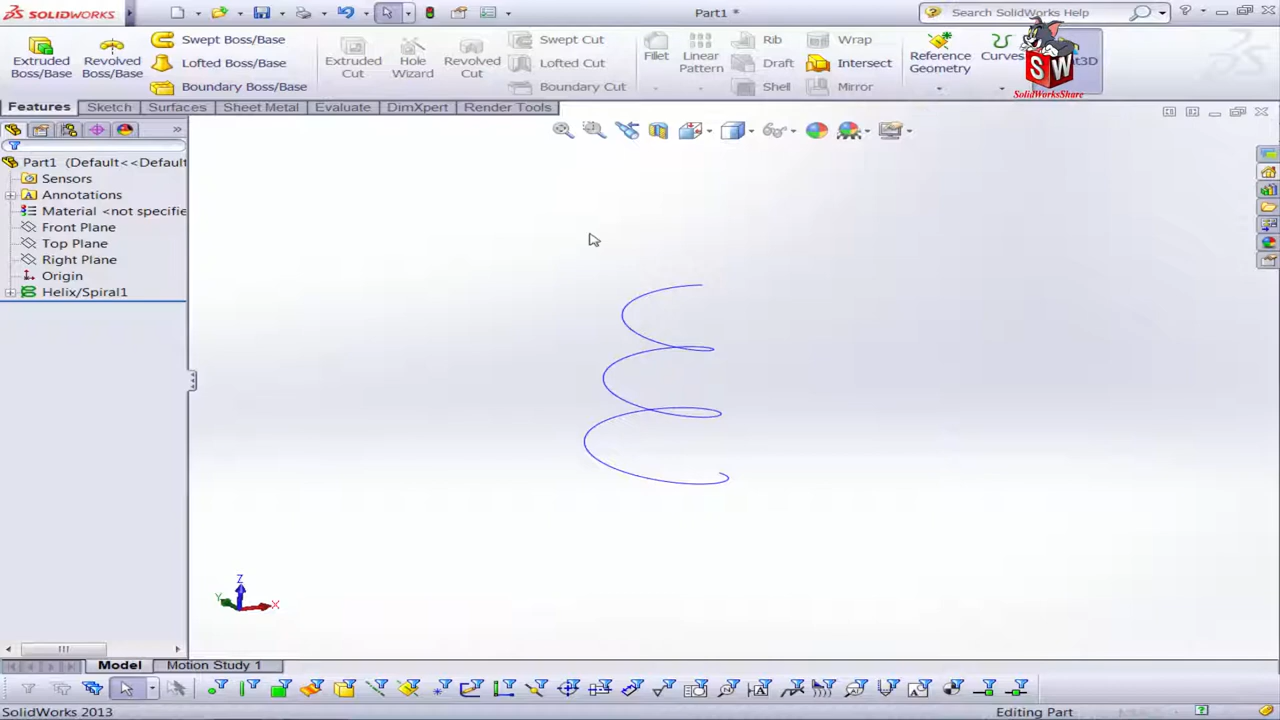 SOLIDWORKS
Part1 *
Search SolidWorks Help
Extruded Boss/Base
Revolved Boss/Base
Swept Boss/Base
Lofted Boss/Base
Boundary Boss/Base
Extruded Cut
Hole Wizard
Revolved Cut
Swept Cut
Lofted Cut
Boundary Cut
Fillet
Linear Pattern
Rib
Draft
Shell
Wrap
Intersect
Mirror
Reference Geometry
Curves
3D
SW
SolidWorksShare
Features
Sketch
Surfaces
Sheet Metal
Evaluate
DimXpert
Render Tools
Part1 (Default<<Default
Sensors
Annotations
Material <not specifie
Front Plane
Top Plane
Right Plane
Origin
Helix/Spiral1
Z
Y
X
Model
Motion Study 1
SolidWorks 2013
Editing Part